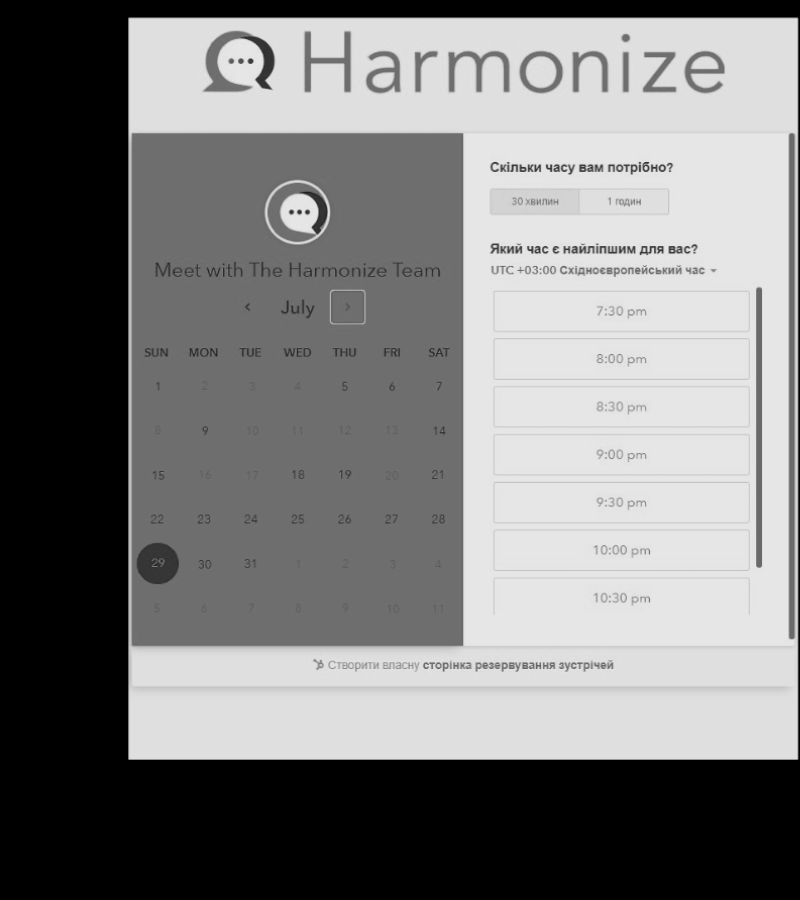 Harmonize
Meet with The Harmonize Team
July
SUN MON TUE WED THU FRI SAT
1 2 3 4 5 6 7
8 9 10 11 12 13 14
15 16 17 18 19 20 21
22 23 24 25 26 27 28
29 30 31 1 2 3 4
5 6 7 8 9 10 11
Скільки часу вам потрібно?
30 хвилин 1 годин
Який час є найліпшим для вас?
UTC +03:00 Східноєвропейський час
7:30 pm
8:00 pm
8:30 pm
9:00 pm
9:30 pm
10:00 pm
10:30 pm
Створити власну сторінка резервування зустрічей